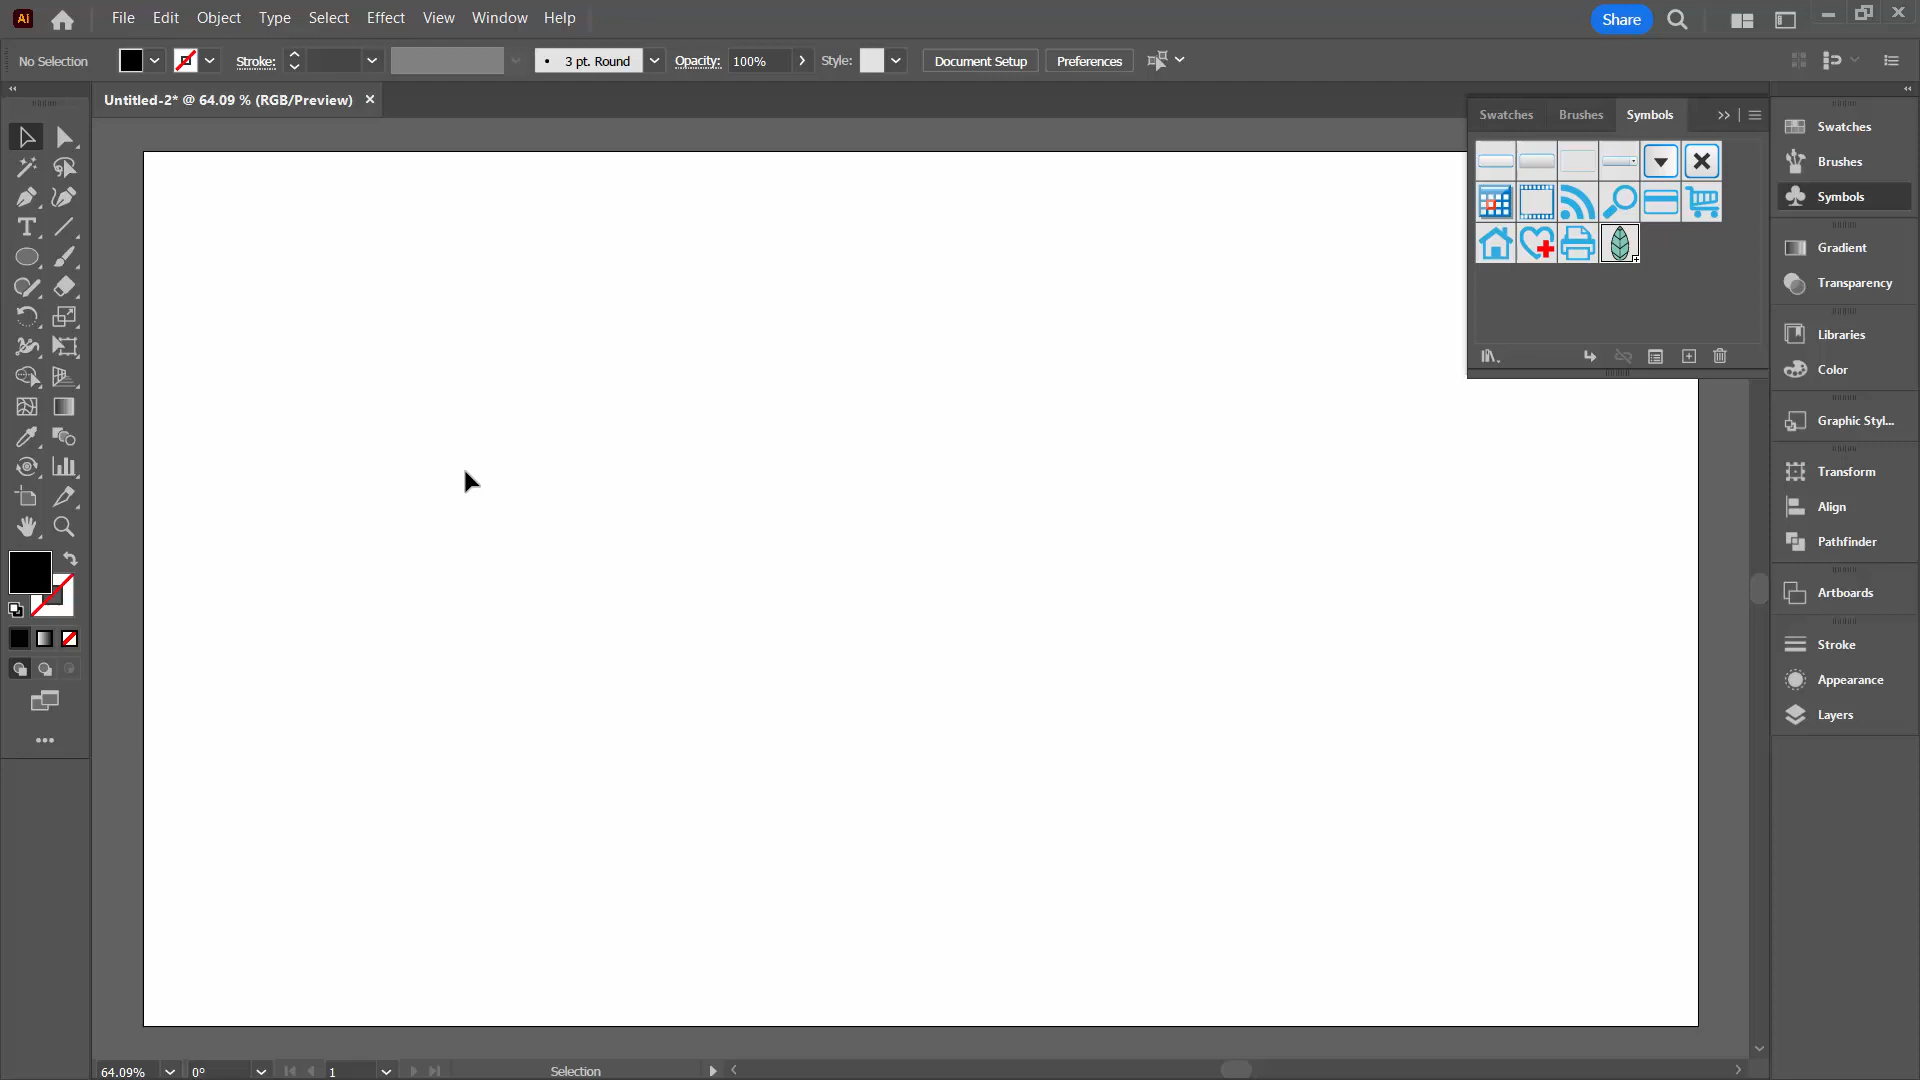 Ai File Edit Object Type Select Effect View Window Help Share
No Selection Stroke: 3 pt. Round Opacity: 100% Style: Document Setup Preferences
Untitled-2* @ 64.09 % (RGB/Preview)
Swatches Brushes Symbols
Swatches
Brushes
Symbols
Gradient
Transparency
Libraries
Color
Graphic Styl...
Transform
Align
Pathfinder
Artboards
Stroke
Appearance
Layers
64.09% 0° 1 Selection